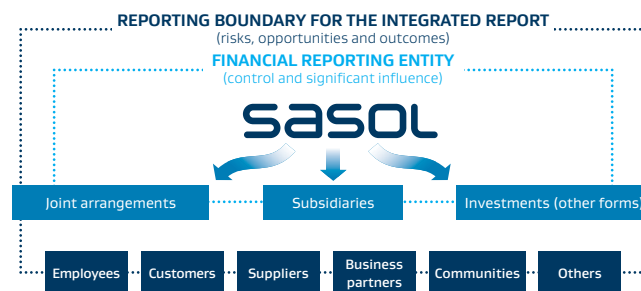 REPORTING BOUNDARY FOR THE INTEGRATED REPORT
(risks, opportunities and outcomes)
FINANCIAL REPORTING ENTITY
(control and significant influence)
sasol
Joint arrangements
Subsidiaries
Investments (other forms)
Employees
Customers
Suppliers
Business
partners
Communities
Others